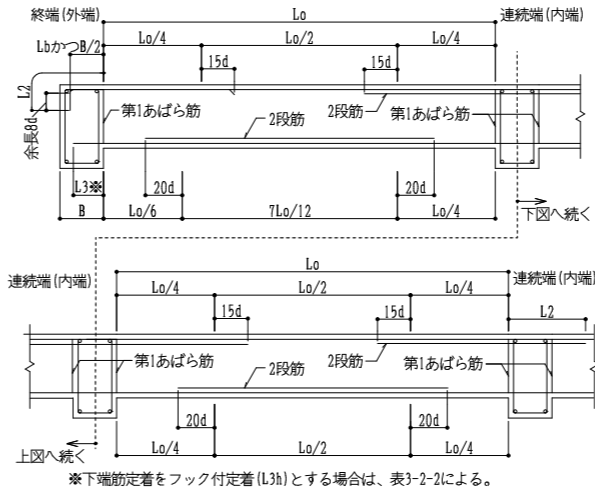 終端(外端)
Lo
連続端(内端)
LbかつB/2
Lo/4
Lo/2
Lo/4
15d
15d
L2
余長8d
第1あばら筋
2段筋
2段筋
第1あばら筋
L3※
20d
20d
B
Lo/6
7Lo/12
Lo/4
下図へ続く
連続端(内端)
Lo
連続端(内端)
Lo/4
Lo/2
Lo/4
L2
15d
15d
第1あばら筋
2段筋
2段筋
第1あばら筋
20d
20d
Lo/4
Lo/2
Lo/4
上図へ続く
※下端筋定着をフック付定着(L3h)とする場合は、表3-2-2による。